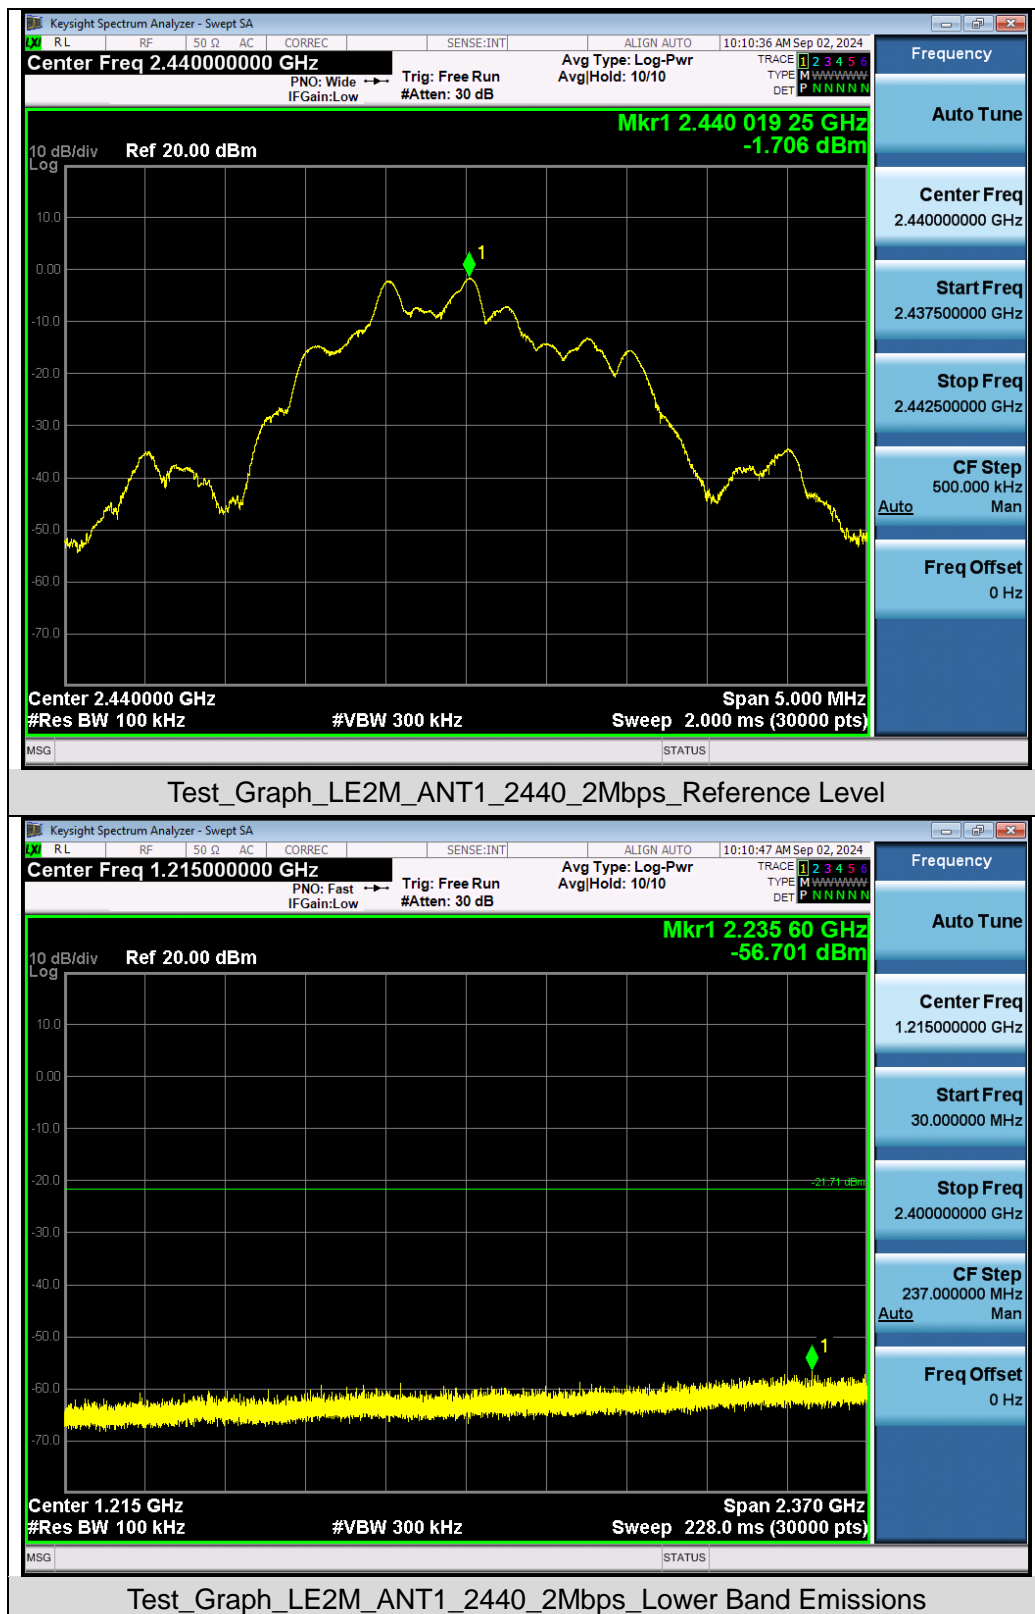 Keysight Spectrum Analyzer - Swept SA
LXI RL RF 50 Ω AC CORREC SENSE:INT ALIGN AUTO 10:10:36 AM Sep 02, 2024
Center Freq 2.440000000 GHz
PNO: Wide
IFGain:Low
Trig: Free Run
#Atten: 30 dB
Avg Type: Log-Pwr
Avg|Hold: 10/10
TRACE 1 2 3 4 5 6
TYPE M WWWWW
DET P N N N N N
Mkr1 2.440 019 25 GHz
-1.706 dBm
10 dB/div Ref 20.00 dBm
Log
1
10.0
0.00
-10.0
-20.0
-30.0
-40.0
-50.0
-60.0
-70.0
Center 2.440000 GHz Span 5.000 MHz
#Res BW 100 kHz #VBW 300 kHz Sweep 2.000 ms (30000 pts)
MSG STATUS
Frequency
Auto Tune
Center Freq
2.440000000 GHz
Start Freq
2.437500000 GHz
Stop Freq
2.442500000 GHz
CF Step
500.000 kHz
Auto Man
Freq Offset
0 Hz
Test_Graph_LE2M_ANT1_2440_2Mbps_Reference Level
Keysight Spectrum Analyzer - Swept SA
LXI RL RF 50 Ω AC CORREC SENSE:INT ALIGN AUTO 10:10:47 AM Sep 02, 2024
Center Freq 1.215000000 GHz
PNO: Fast
IFGain:Low
Trig: Free Run
#Atten: 30 dB
Avg Type: Log-Pwr
Avg|Hold: 10/10
TRACE 1 2 3 4 5 6
TYPE M WWWWW
DET P N N N N N
Mkr1 2.235 60 GHz
-56.701 dBm
10 dB/div Ref 20.00 dBm
Log
10.0
0.00
-10.0
-20.0
-21.71 dBm
-30.0
-40.0
-50.0
1
-60.0
-70.0
Center 1.215 GHz Span 2.370 GHz
#Res BW 100 kHz #VBW 300 kHz Sweep 228.0 ms (30000 pts)
MSG STATUS
Frequency
Auto Tune
Center Freq
1.215000000 GHz
Start Freq
30.000000 MHz
Stop Freq
2.400000000 GHz
CF Step
237.000000 MHz
Auto Man
Freq Offset
0 Hz
Test_Graph_LE2M_ANT1_2440_2Mbps_Lower Band Emissions